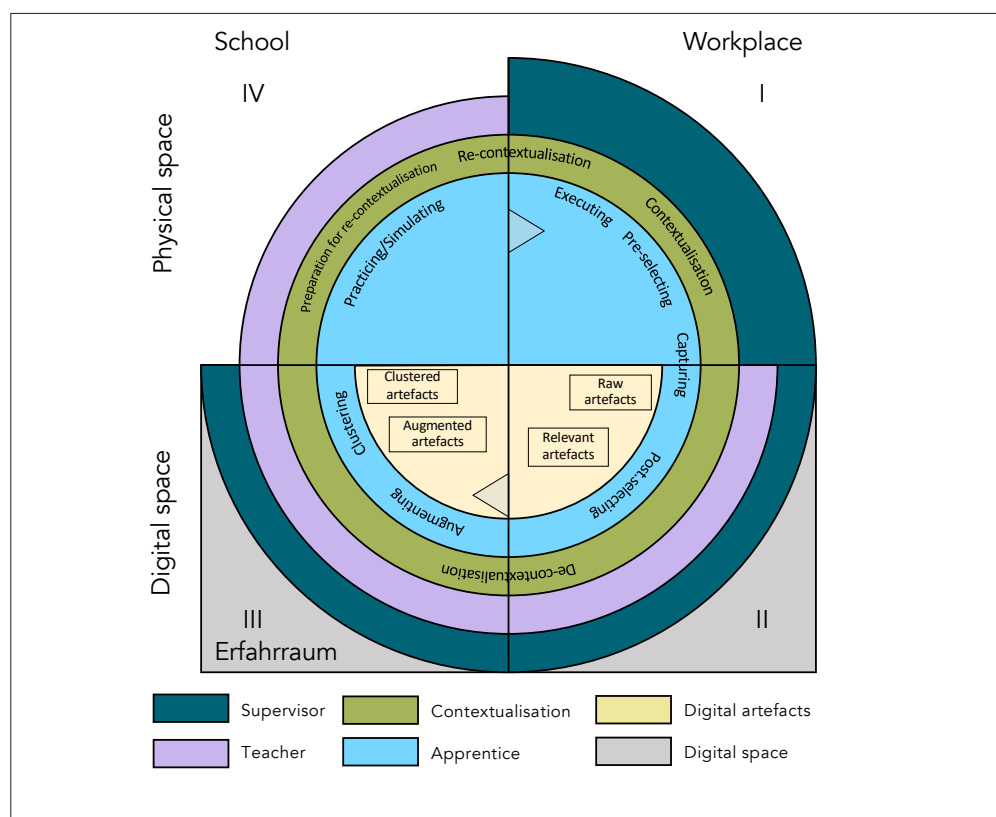 School
Workplace
IV
I
Physical space
Re-contextualisation
Preparation for re-contextualisation
Contextualisation
Practicing/Simulating
Executing
Pre-selecting
Capturing
Clustered
artefacts
Raw
artefacts
Augmented
artefacts
Relevant
artefacts
Clustering
Augmenting
Post.selecting
De-contextualisation
Digital space
III
II
Erfahrraum
Supervisor
Contextualisation
Digital artefacts
Teacher
Apprentice
Digital space